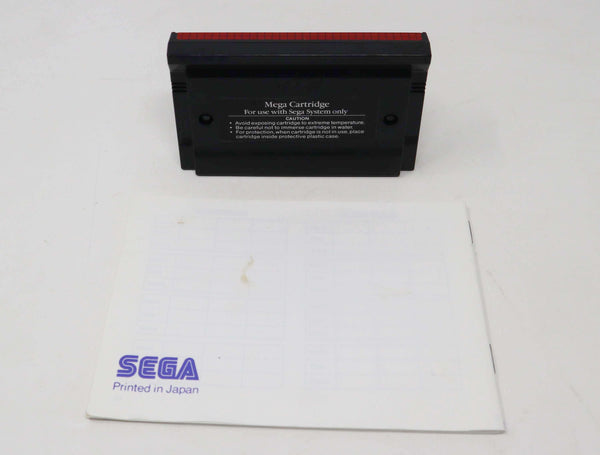 Mega Cartridge
For use with Sega System only
CAUTION
• Avoid exposing cartridge to extreme temperature.
• Be careful not to immerse cartridge in water.
• For protection, when cartridge is not in use, place
cartridge inside protective plastic case.
SEGA
Printed in Japan